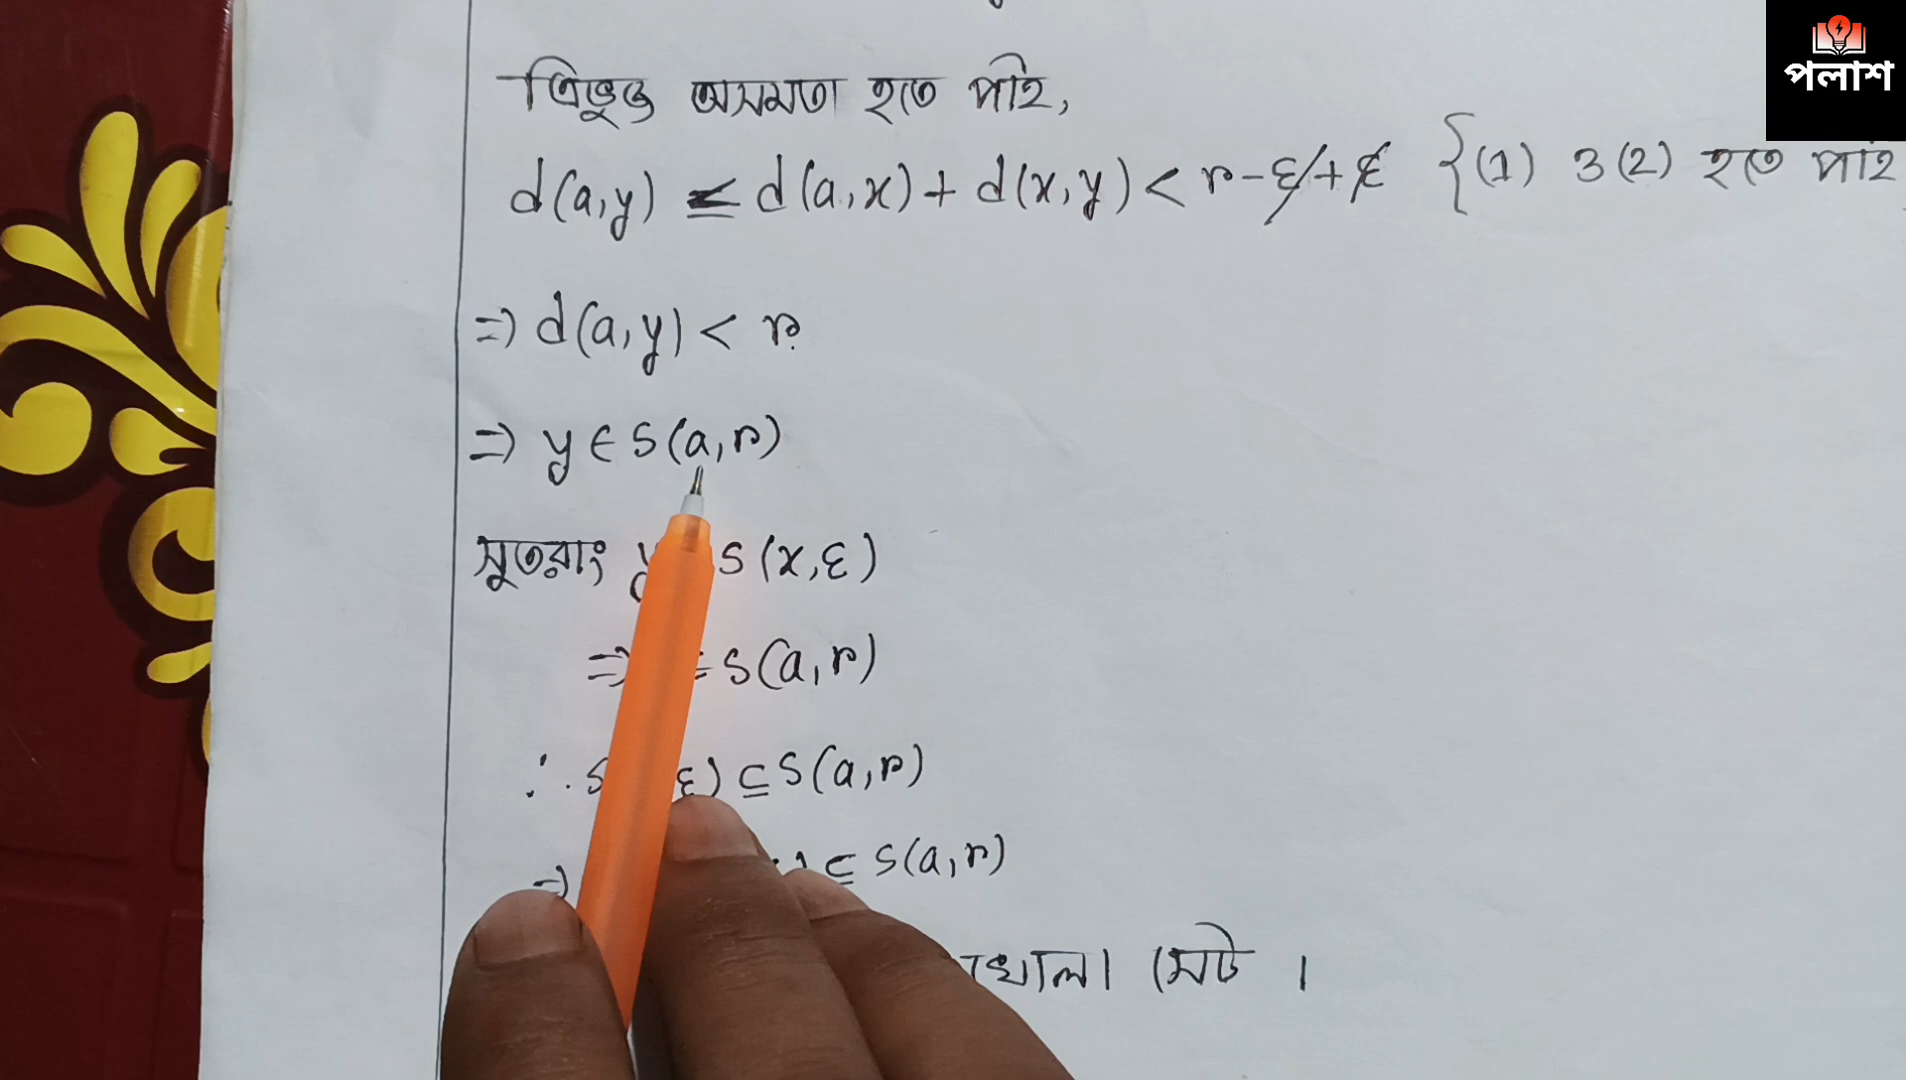 পলাশ
ত্রিভুজ অসমতা হতে পাই,
d(a,y) ≤ d(a,x) + d(x,y) < r-ε+ε {(1) ও (2) হতে পাই
⇒ d(a,y) < r.
⇒ y ∈ S(a,r)
সুতরাং y S(x,ε)
⇒ S(a,r)
∴ S ε) ⊆ S(a,r)
⇒ ⊆ S(a,r)
খোলা সেট ।